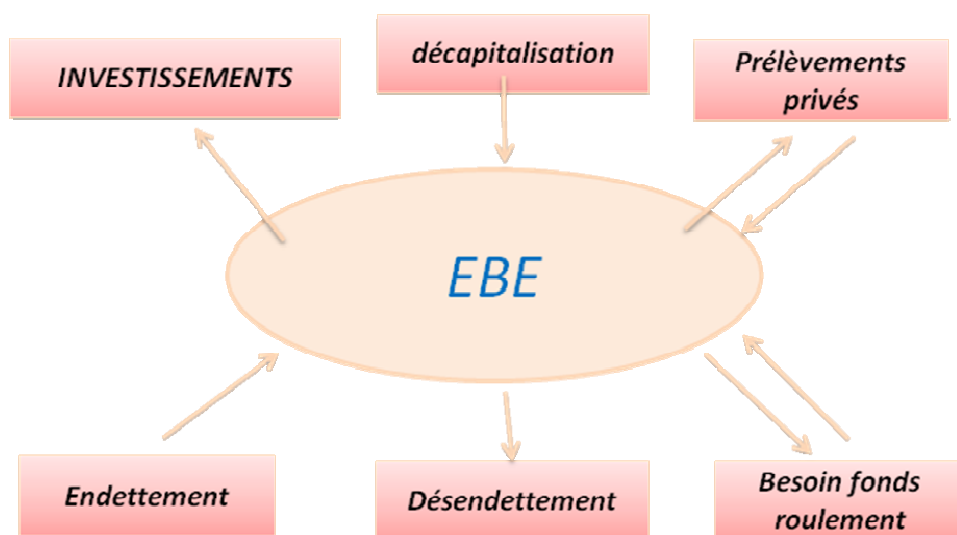 INVESTISSEMENTS
décapitalisation
Prélèvements
privés
EBE
Endettement
Désendettement
Besoin fonds
roulement